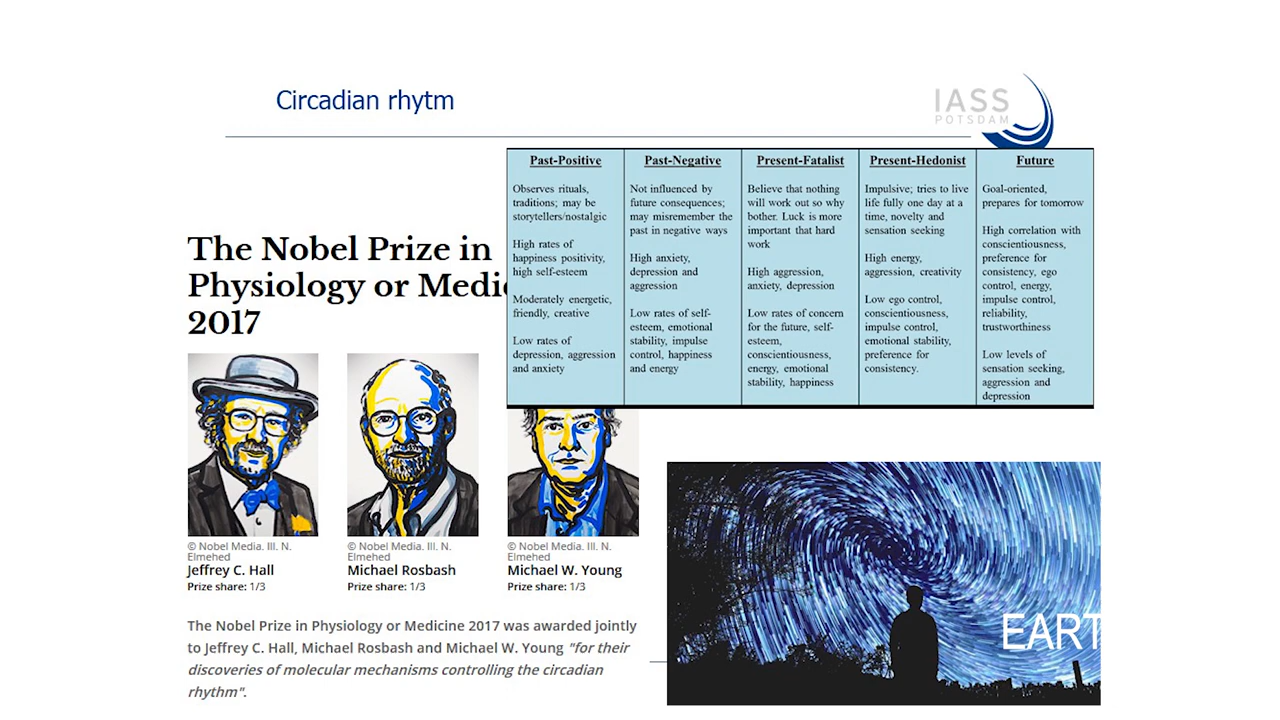 Circadian rhytm
IASS
POTSDAM
Past-Positive
Observes rituals,
traditions; may be
storytellers/nostalgic
High rates of
happiness positivity,
high self-esteem
Moderately energetic,
friendly, creative
Low rates of
depression, aggression
and anxiety
Past-Negative
Not influenced by
future consequences;
may misremember the
past in negative ways
High anxiety,
depression and
aggression
Low rates of self-
esteem, emotional
stability, impulse
control, happiness
and energy
Present-Fatalist
Believe that nothing
will work out so why
bother. Luck is more
important that hard
work
High aggression,
anxiety, depression
Low rates of concern
for the future, self-
esteem,
conscientiousness,
energy, emotional
stability, happiness
Present-Hedonist
Impulsive; tries to live
life fully one day at a
time, novelty and
sensation seeking
High energy,
aggression, creativity
Low ego control,
conscientiousness,
impulse control,
emotional stability,
preference for
consistency.
Future
Goal-oriented,
prepares for tomorrow
High correlation with
conscientiousness,
preference for
consistency, ego
control, energy,
impulse control,
reliability,
trustworthiness
Low levels of
sensation seeking,
aggression and
depression
The Nobel Prize in
Physiology or Medic
2017
© Nobel Media. Ill. N.
Elmehed
Jeffrey C. Hall
Prize share: 1/3
© Nobel Media. Ill. N.
Elmehed
Michael Rosbash
Prize share: 1/3
© Nobel Media. Ill. N.
Elmehed
Michael W. Young
Prize share: 1/3
The Nobel Prize in Physiology or Medicine 2017 was awarded jointly
to Jeffrey C. Hall, Michael Rosbash and Michael W. Young "for their
discoveries of molecular mechanisms controlling the circadian
rhythm".
EART